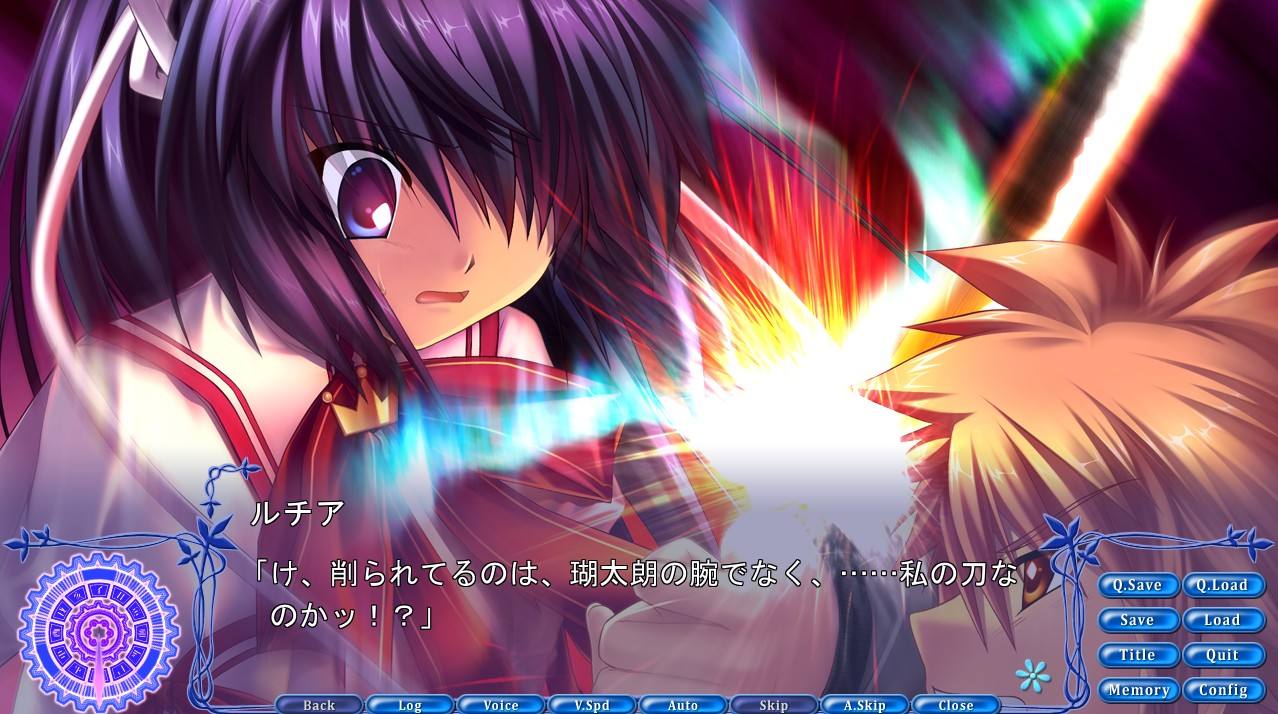 ルチア
「け、削られてるのは、瑚太朗の腕でなく、……私の刀な
のかッ！？」
Q.Save Q.Load
Save Load
Title Quit
Memory Config
Back Log Voice V.Spd Auto Skip A.Skip Close